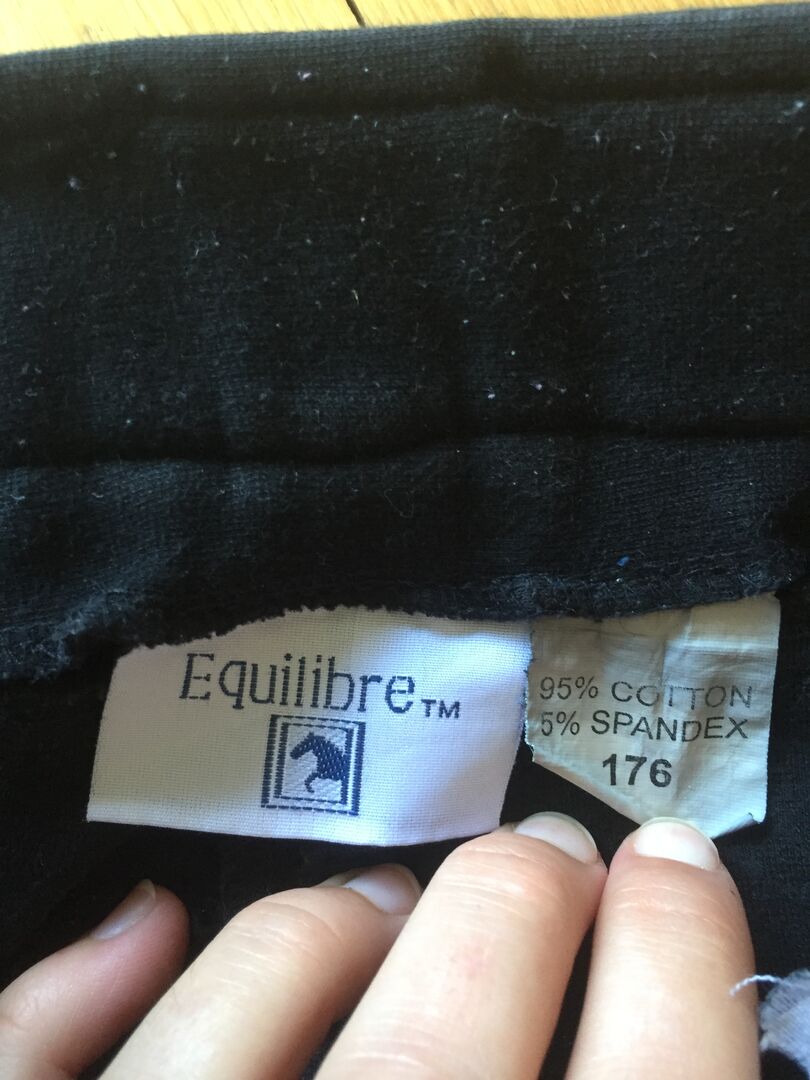 Equilibre™
95% COTTON
5% SPANDEX
176